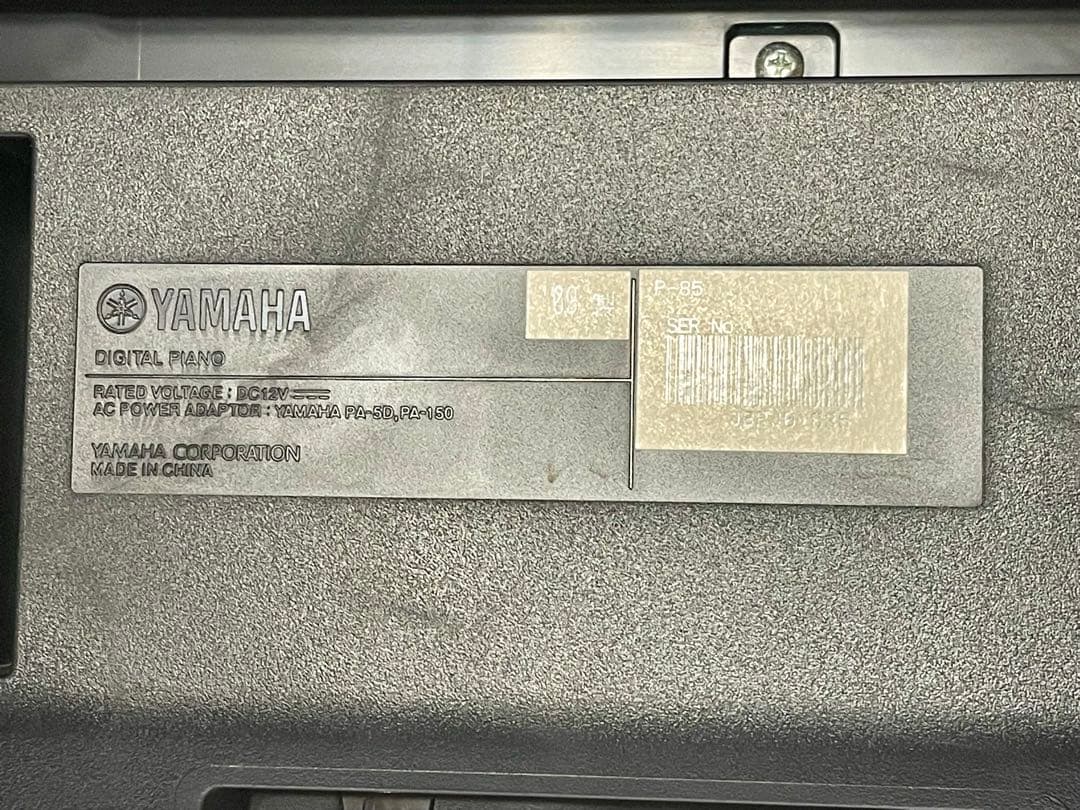 YAMAHA
DIGITAL PIANO
RATED VOLTAGE : DC12V
AC POWER ADAPTOR : YAMAHA PA-5D, PA-150
YAMAHA CORPORATION
MADE IN CHINA
P-85
SER No